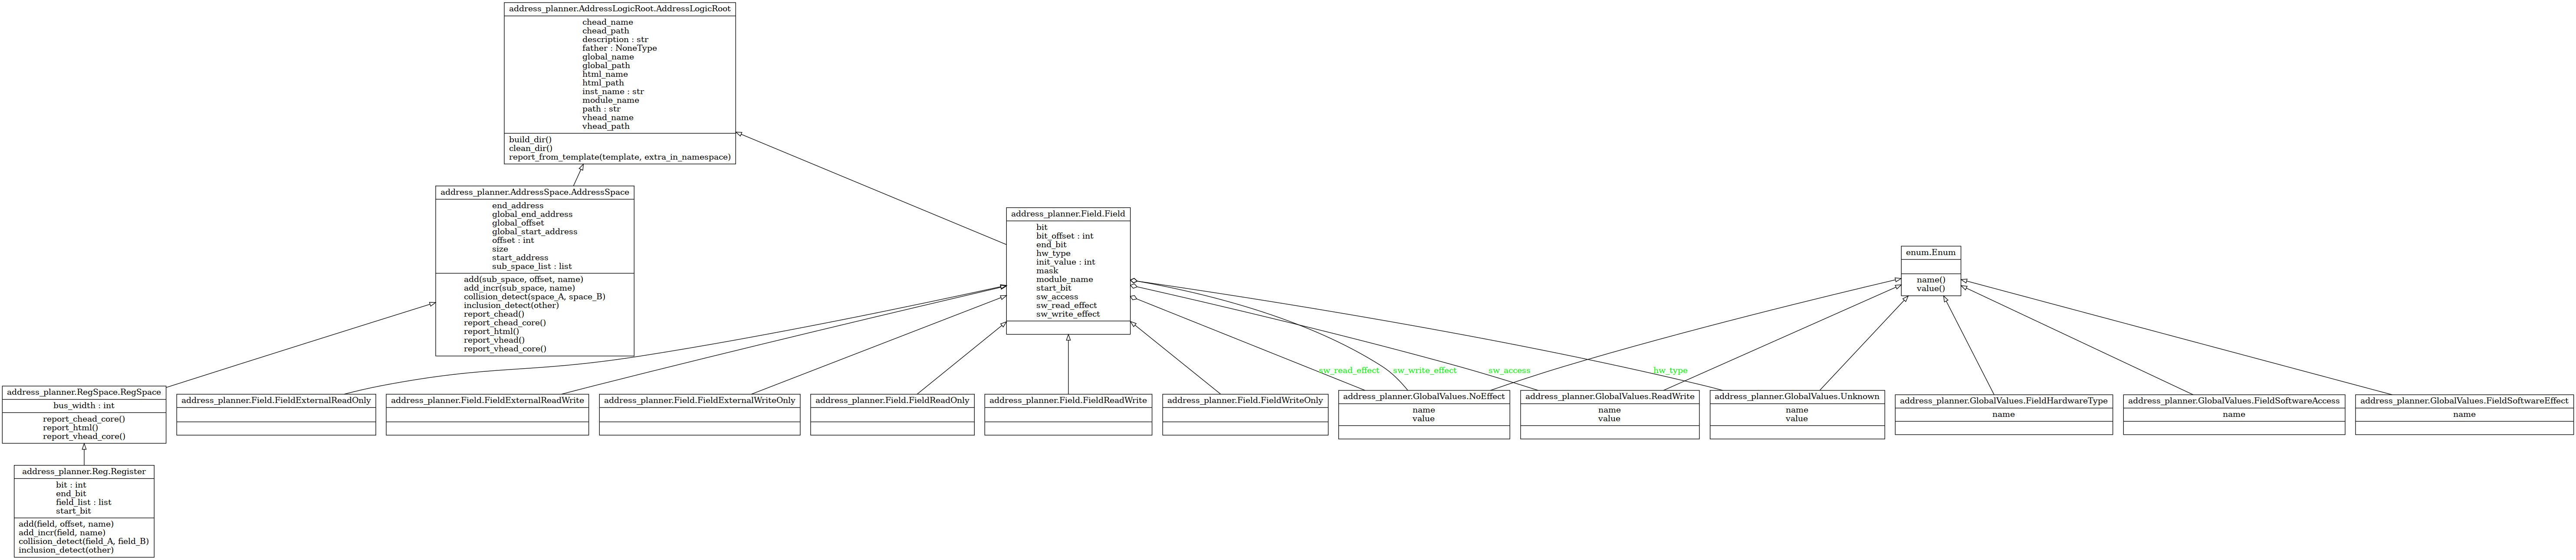 address_planner.AddressLogicRoot.AddressLogicRoot
chead_name
chead_path
description : str
father : NoneType
global_name
global_path
html_name
html_path
inst_name : str
module_name
path : str
vhead_name
vhead_path
build_dir()
clean_dir()
report_from_template(template, extra_in_namespace)
address_planner.AddressSpace.AddressSpace
end_address
global_end_address
global_offset
global_start_address
offset : int
size
start_address
sub_space_list : list
add(sub_space, offset, name)
add_incr(sub_space, name)
collision_detect(space_A, space_B)
inclusion_detect(other)
report_chead()
report_chead_core()
report_html()
report_vhead()
report_vhead_core()
address_planner.Field.Field
bit
bit_offset : int
end_bit
hw_type
init_value : int
mask
module_name
start_bit
sw_access
sw_read_effect
sw_write_effect
enum.Enum
name()
value()
sw_read_effect
sw_write_effect
sw_access
hw_type
address_planner.RegSpace.RegSpace
bus_width : int
report_chead_core()
report_html()
report_vhead_core()
address_planner.Field.FieldExternalReadOnly
address_planner.Field.FieldExternalReadWrite
address_planner.Field.FieldExternalWriteOnly
address_planner.Field.FieldReadOnly
address_planner.Field.FieldReadWrite
address_planner.Field.FieldWriteOnly
address_planner.GlobalValues.NoEffect
name
value
address_planner.GlobalValues.ReadWrite
name
value
address_planner.GlobalValues.Unknown
name
value
address_planner.GlobalValues.FieldHardwareType
name
address_planner.GlobalValues.FieldSoftwareAccess
name
address_planner.GlobalValues.FieldSoftwareEffect
name
address_planner.Reg.Register
bit : int
end_bit
field_list : list
start_bit
add(field, offset, name)
add_incr(field, name)
collision_detect(field_A, field_B)
inclusion_detect(other)